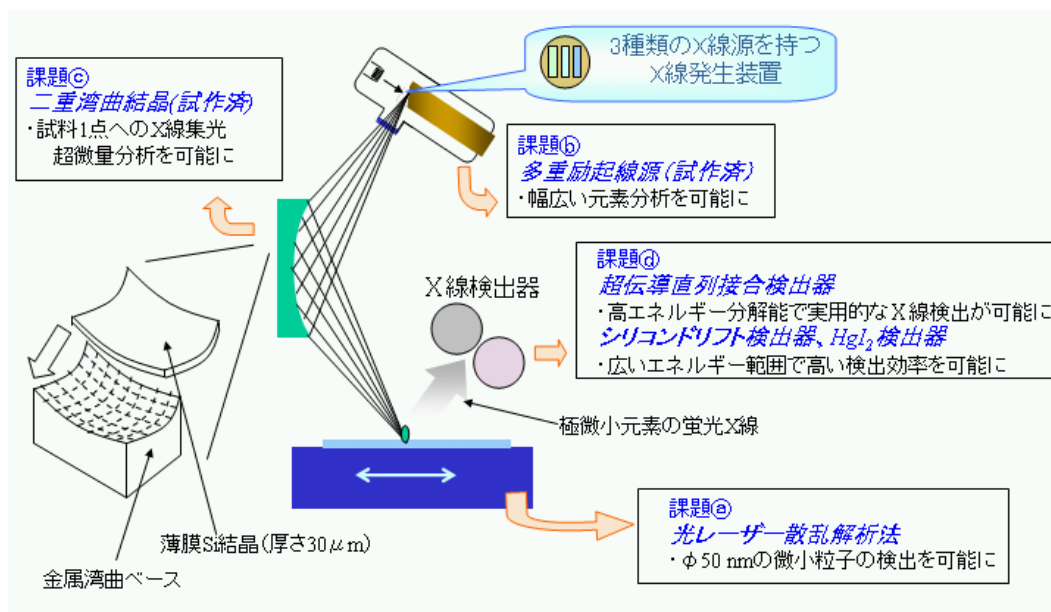 3種類のX線源を持つ
X線発生装置
課題ⓒ
二重湾曲結晶(試作済)
・試料1点へのX線集光
超微量分析を可能に
課題ⓑ
多重励起線源(試作済)
・幅広い元素分析を可能に
課題ⓓ
超伝導直列接合検出器
・高エネルギー分解能で実用的なX線検出が可能に
シリコンドリフト検出器、HgI₂検出器
・広いエネルギー範囲で高い検出効率を可能に
X線検出器
極微小元素の蛍光X線
課題ⓐ
光レーザー散乱解析法
・φ50 nmの微小粒子の検出を可能に
薄膜Si結晶(厚さ30μm)
金属湾曲ベース